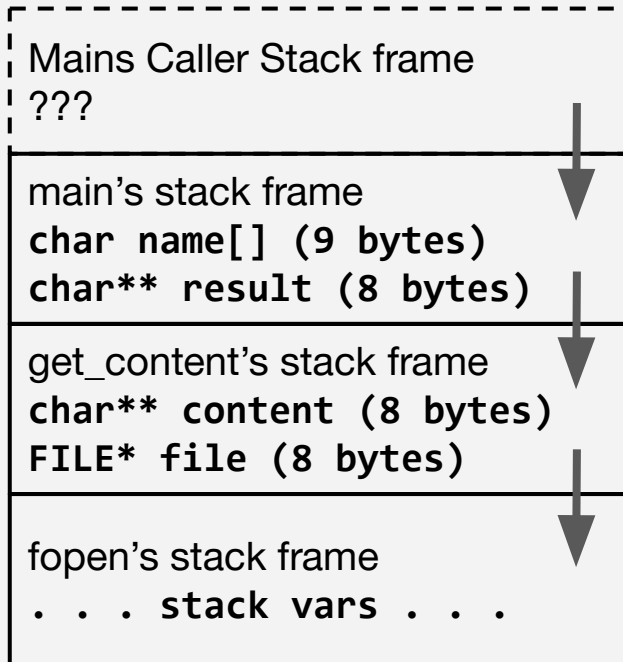 Mains Caller Stack frame
???
main’s stack frame
char name[] (9 bytes)
char** result (8 bytes)
get_content’s stack frame
char** content (8 bytes)
FILE* file (8 bytes)
fopen’s stack frame
. . . stack vars . . .